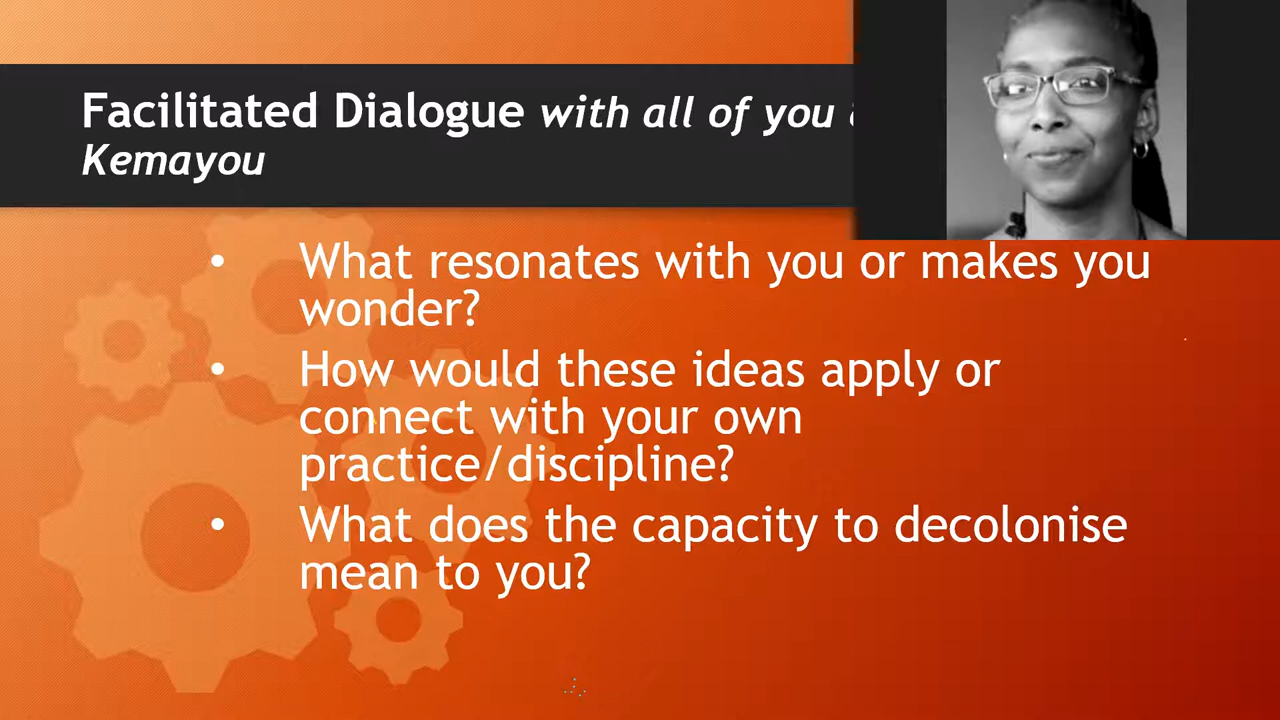 Facilitated Dialogue with all of you
Kemayou
• What resonates with you or makes you
wonder?
• How would these ideas apply or
connect with your own
practice/discipline?
• What does the capacity to decolonise
mean to you?